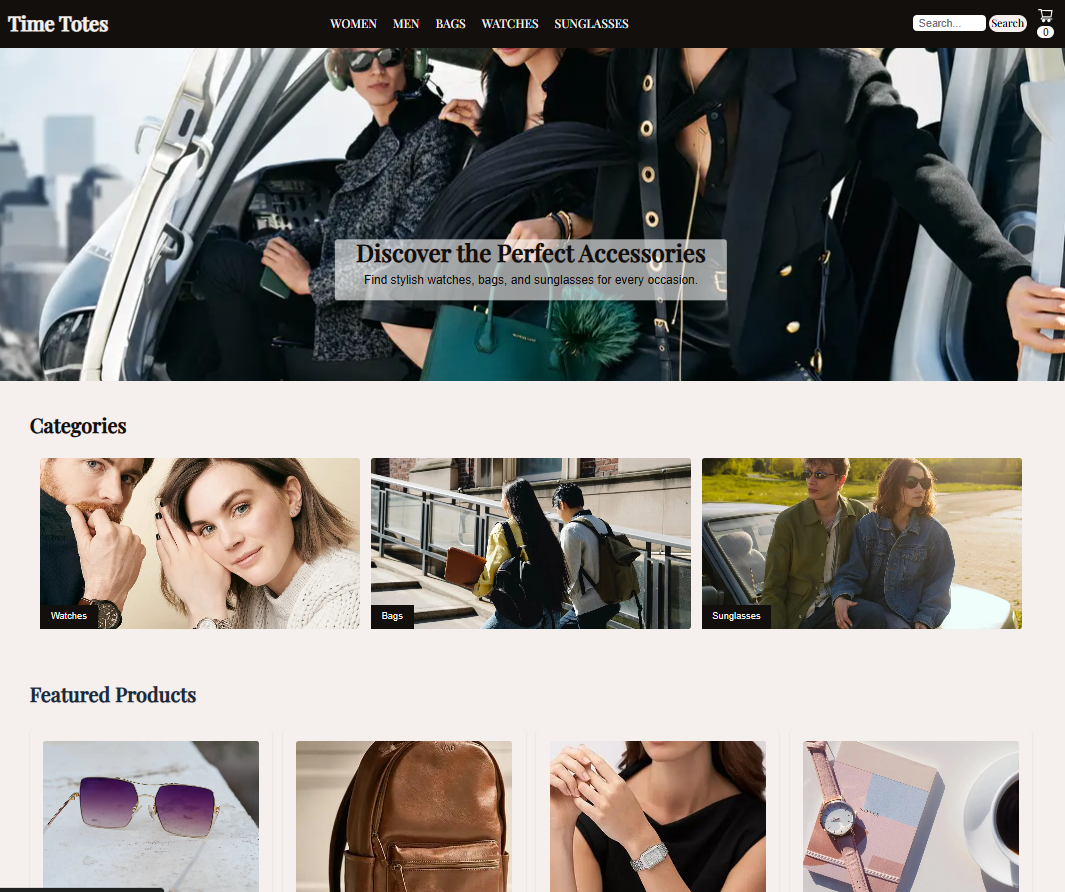 Time Totes
WOMEN MEN BAGS WATCHES SUNGLASSES
Search... Search
0
Discover the Perfect Accessories
Find stylish watches, bags, and sunglasses for every occasion.
Categories
Watches
Bags
Sunglasses
Featured Products